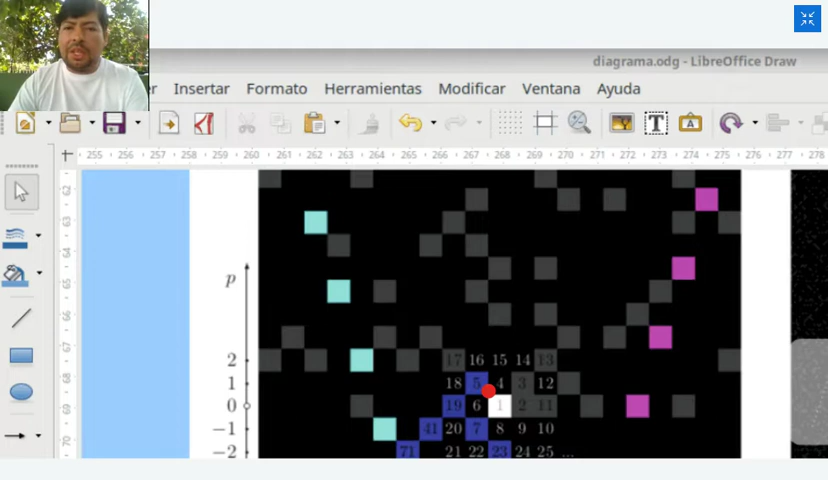 diagrama.odg - LibreOffice Draw
Insertar Formato Herramientas Modificar Ventana Ayuda
255 256 257 258 259 260 261 262 263 264 265 266 267 268 269 270 271 272 273 274 275 276 277 278
62
63
64
65
66
67
68
69
70
p
2 17 16 15 14 13
1 18 5 4 3 12
0 19 6 1 2 11
−1 41 20 7 8 9 10
−2 71 21 22 23 24 25 ...